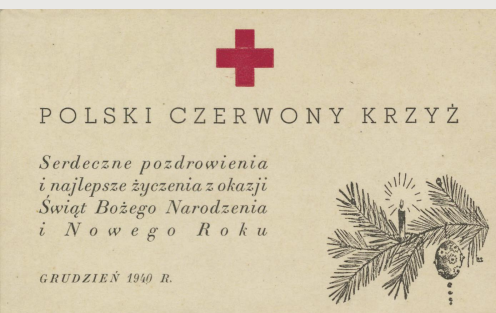 POLSKI CZERWONY KRZYŻ
Serdeczne pozdrowienia
i najlepsze życzenia z okazji
Świąt Bożego Narodzenia
i Nowego Roku
GRUDZIEŃ 1940 R.